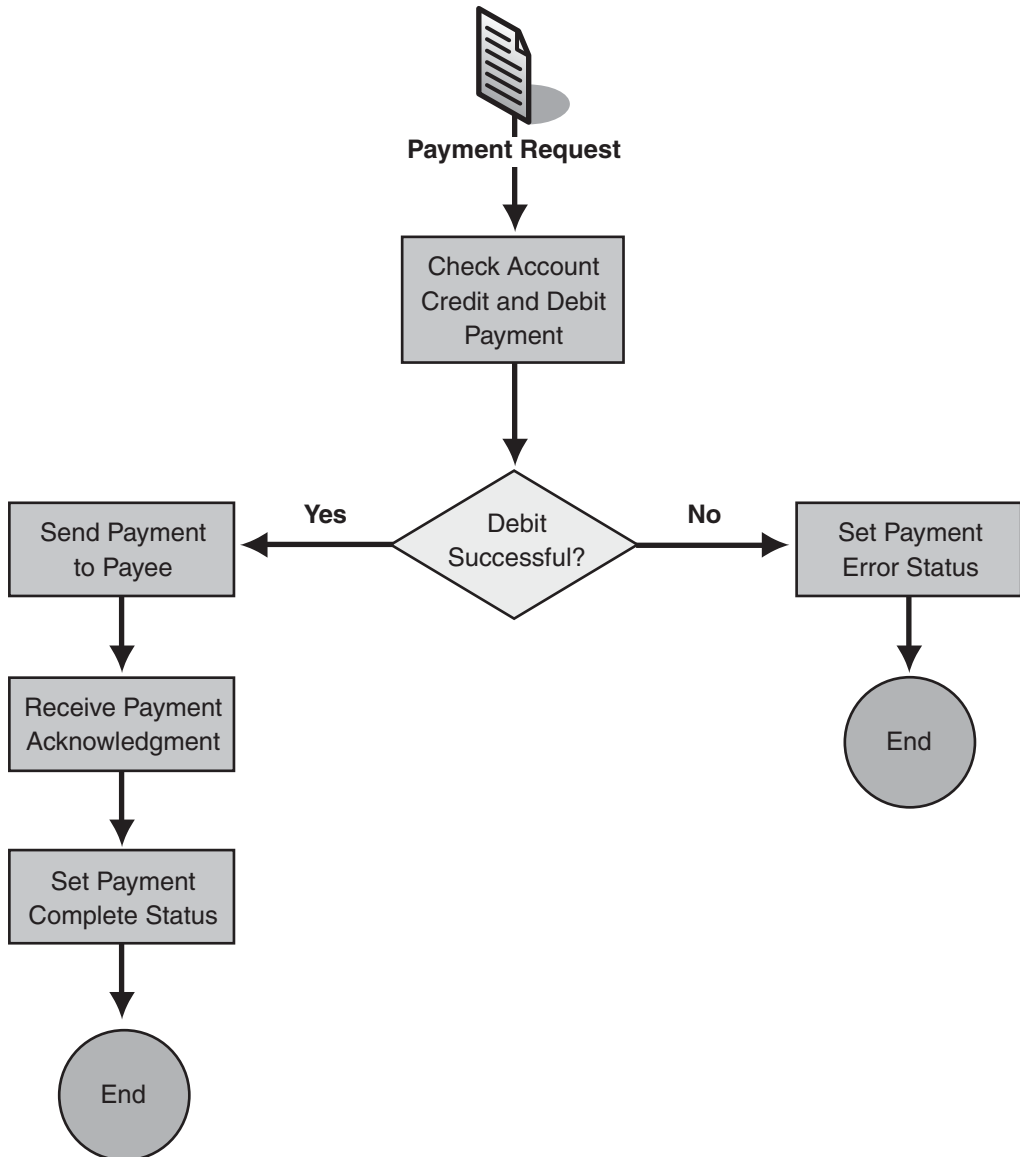 Payment Request
Check Account
Credit and Debit
Payment
Debit
Successful?
Yes
No
Send Payment
to Payee
Set Payment
Error Status
Receive Payment
Acknowledgment
End
Set Payment
Complete Status
End